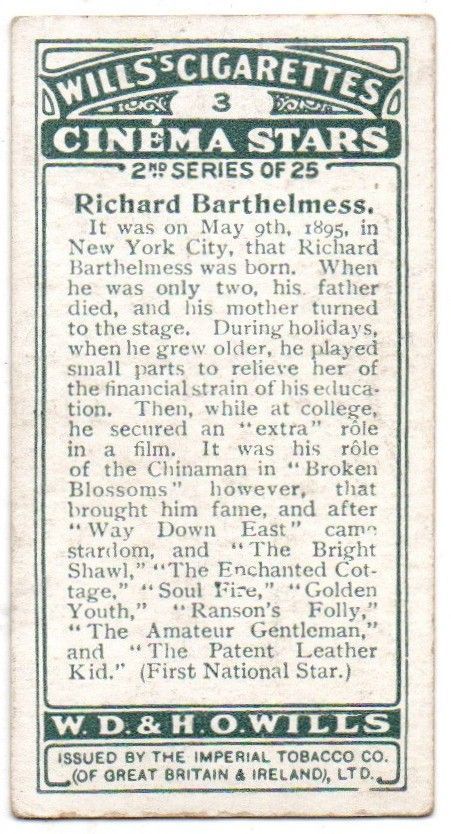 WILLS'S CIGARETTES
3
CINÉMA STARS
2ND SERIES OF 25
Richard Barthelmess.
It was on May 9th, 1895, in
New York City, that Richard
Barthelmess was born. When
he was only two, his father
died, and his mother turned
to the stage. During holidays,
when he grew older, he played
small parts to relieve her of
the financial strain of his educa-
tion. Then, while at college,
he secured an "extra" rôle
in a film. It was his rôle
of the Chinaman in "Broken
Blossoms" however, that
brought him fame, and after
"Way Down East" came
stardom, and "The Bright
Shawl," "The Enchanted Cot-
tage," "Soul Fire," "Golden
Youth," "Ranson's Folly,"
"The Amateur Gentleman,"
and "The Patent Leather
Kid." (First National Star.)
W.D. & H.O. WILLS
ISSUED BY THE IMPERIAL TOBACCO CO.
(OF GREAT BRITAIN & IRELAND), LTD.